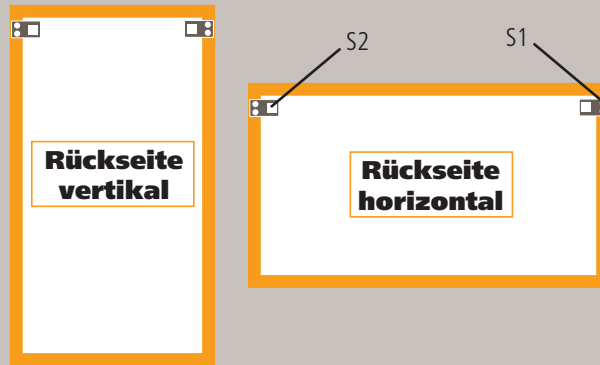 S2
S1
Rückseite
vertikal
Rückseite
horizontal